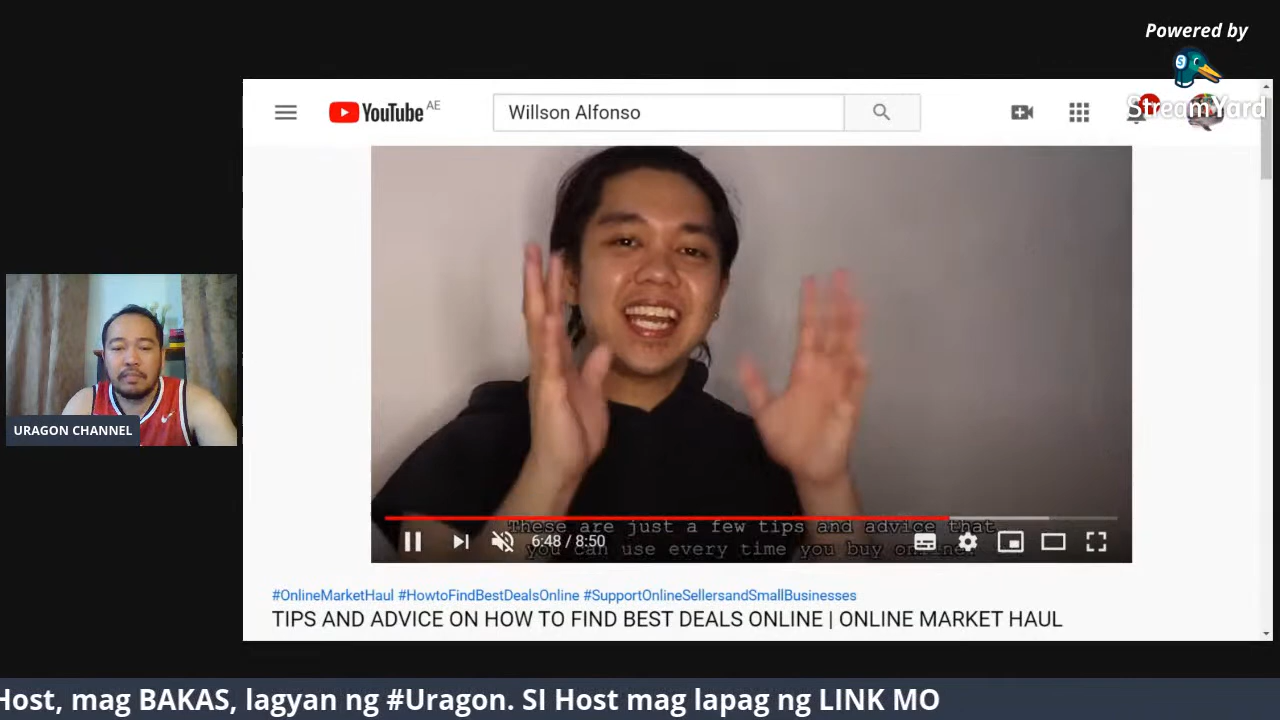 Powered by
StreamYard
YouTube AE
Willson Alfonso
These are just a few tips and advice that
you can use every time you buy online.
6:48 / 8:50
URAGON CHANNEL
#OnlineMarketHaul #HowtoFindBestDealsOnline #SupportOnlineSellersandSmallBusinesses
TIPS AND ADVICE ON HOW TO FIND BEST DEALS ONLINE | ONLINE MARKET HAUL
Host, mag BAKAS, lagyan ng #Uragon. SI Host mag lapag ng LINK MO